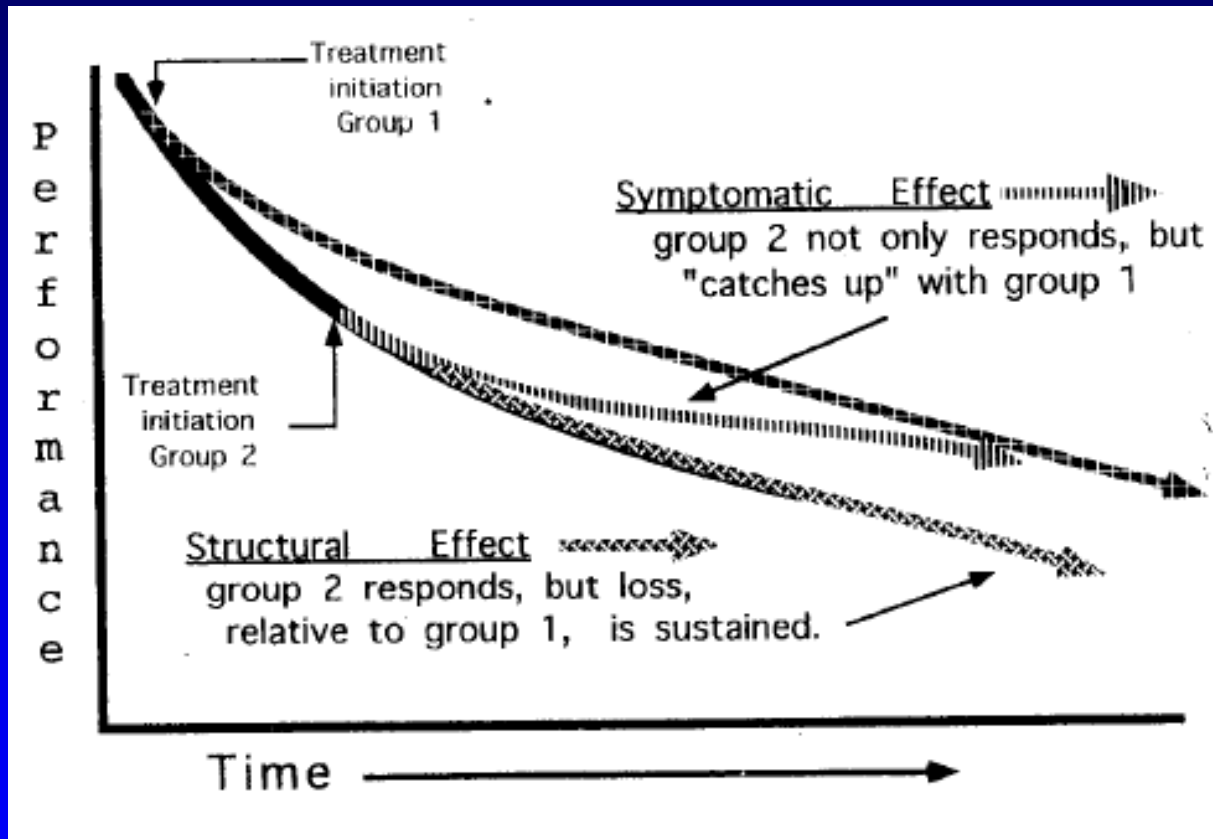 Treatment
initiation
Group 1
Performance
Symptomatic Effect
group 2 not only responds, but
"catches up" with group 1
Treatment
initiation
Group 2
Structural Effect
group 2 responds, but loss,
relative to group 1, is sustained.
Time